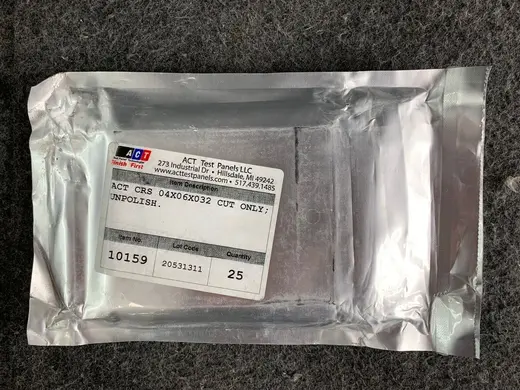 ACT
Finish First
ACT Test Panels LLC
273 Industrial Dr • Hillsdale, MI 49242
www.acttestpanels.com • 517.439.1485
Item Description
ACT CRS 04X06X032 CUT ONLY;
UNPOLISH.
Item No. Lot Code Quantity
10159 20531311 25